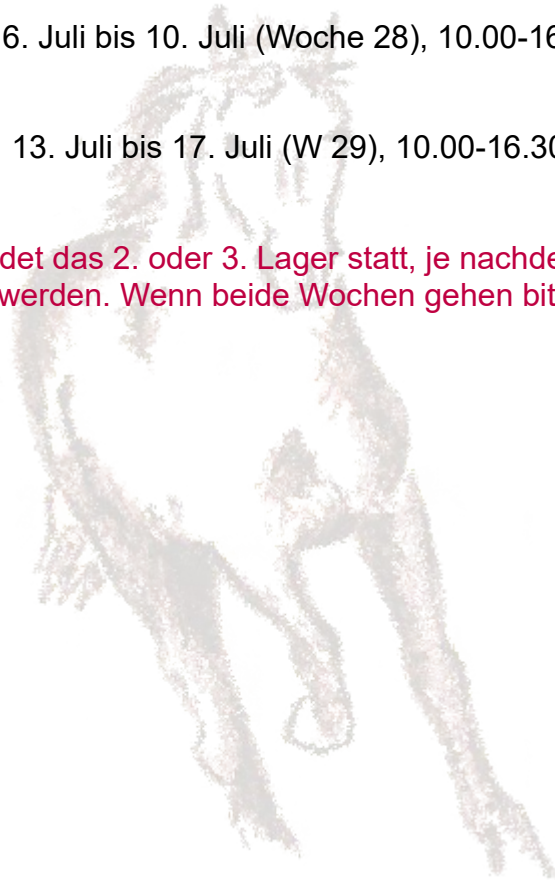 6. Juli bis 10. Juli (Woche 28), 10.00-16
13. Juli bis 17. Juli (W 29), 10.00-16.30
det das 2. oder 3. Lager statt, je nachde
werden. Wenn beide Wochen gehen bit